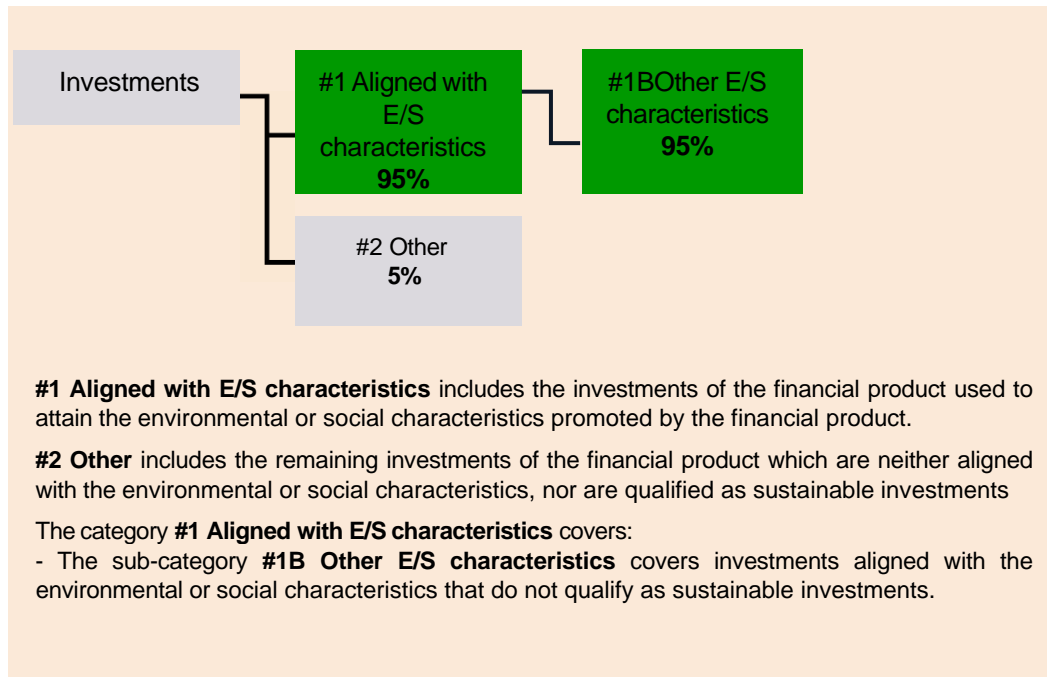 Investments
#1 Aligned with
E/S
characteristics
95%
#1BOther E/S
characteristics
95%
#2 Other
5%
#1 Aligned with E/S characteristics includes the investments of the financial product used to
attain the environmental or social characteristics promoted by the financial product.
#2 Other includes the remaining investments of the financial product which are neither aligned
with the environmental or social characteristics, nor are qualified as sustainable investments
The category #1 Aligned with E/S characteristics covers:
- The sub-category #1B Other E/S characteristics covers investments aligned with the
environmental or social characteristics that do not qualify as sustainable investments.